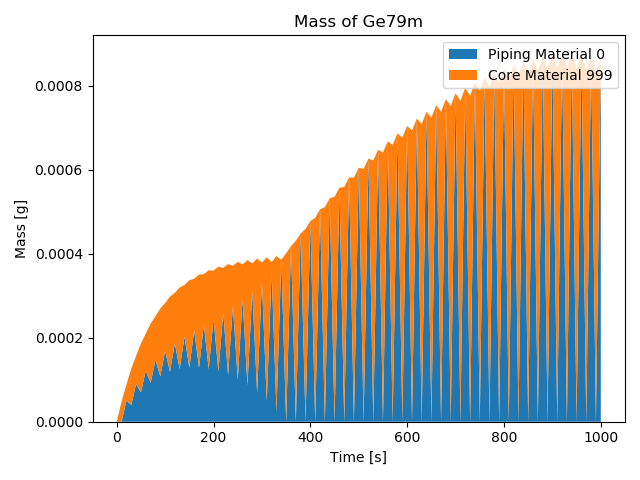 Mass of Ge79m
Piping Material 0
Core Material 999
Mass [g]
0.0008
0.0006
0.0004
0.0002
0.0000
0
200
400
600
800
1000
Time [s]